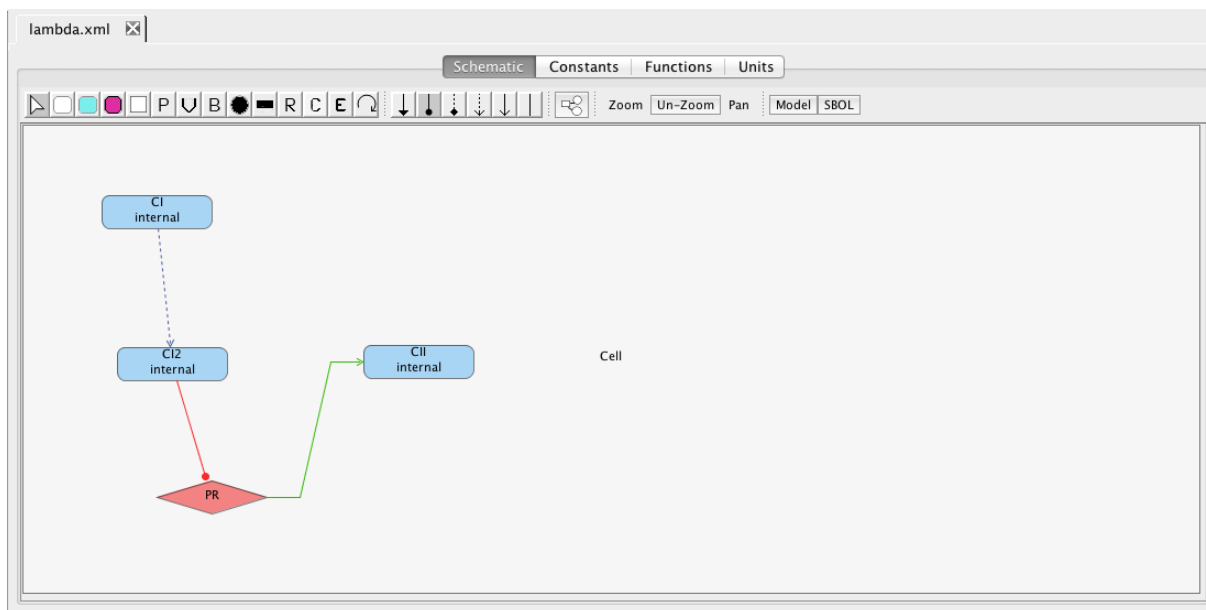 lambda.xml
Schematic Constants Functions Units
P V B R C E Zoom Un-Zoom Pan Model SBOL
CI
internal
CI2
internal
CII
internal
Cell
PR